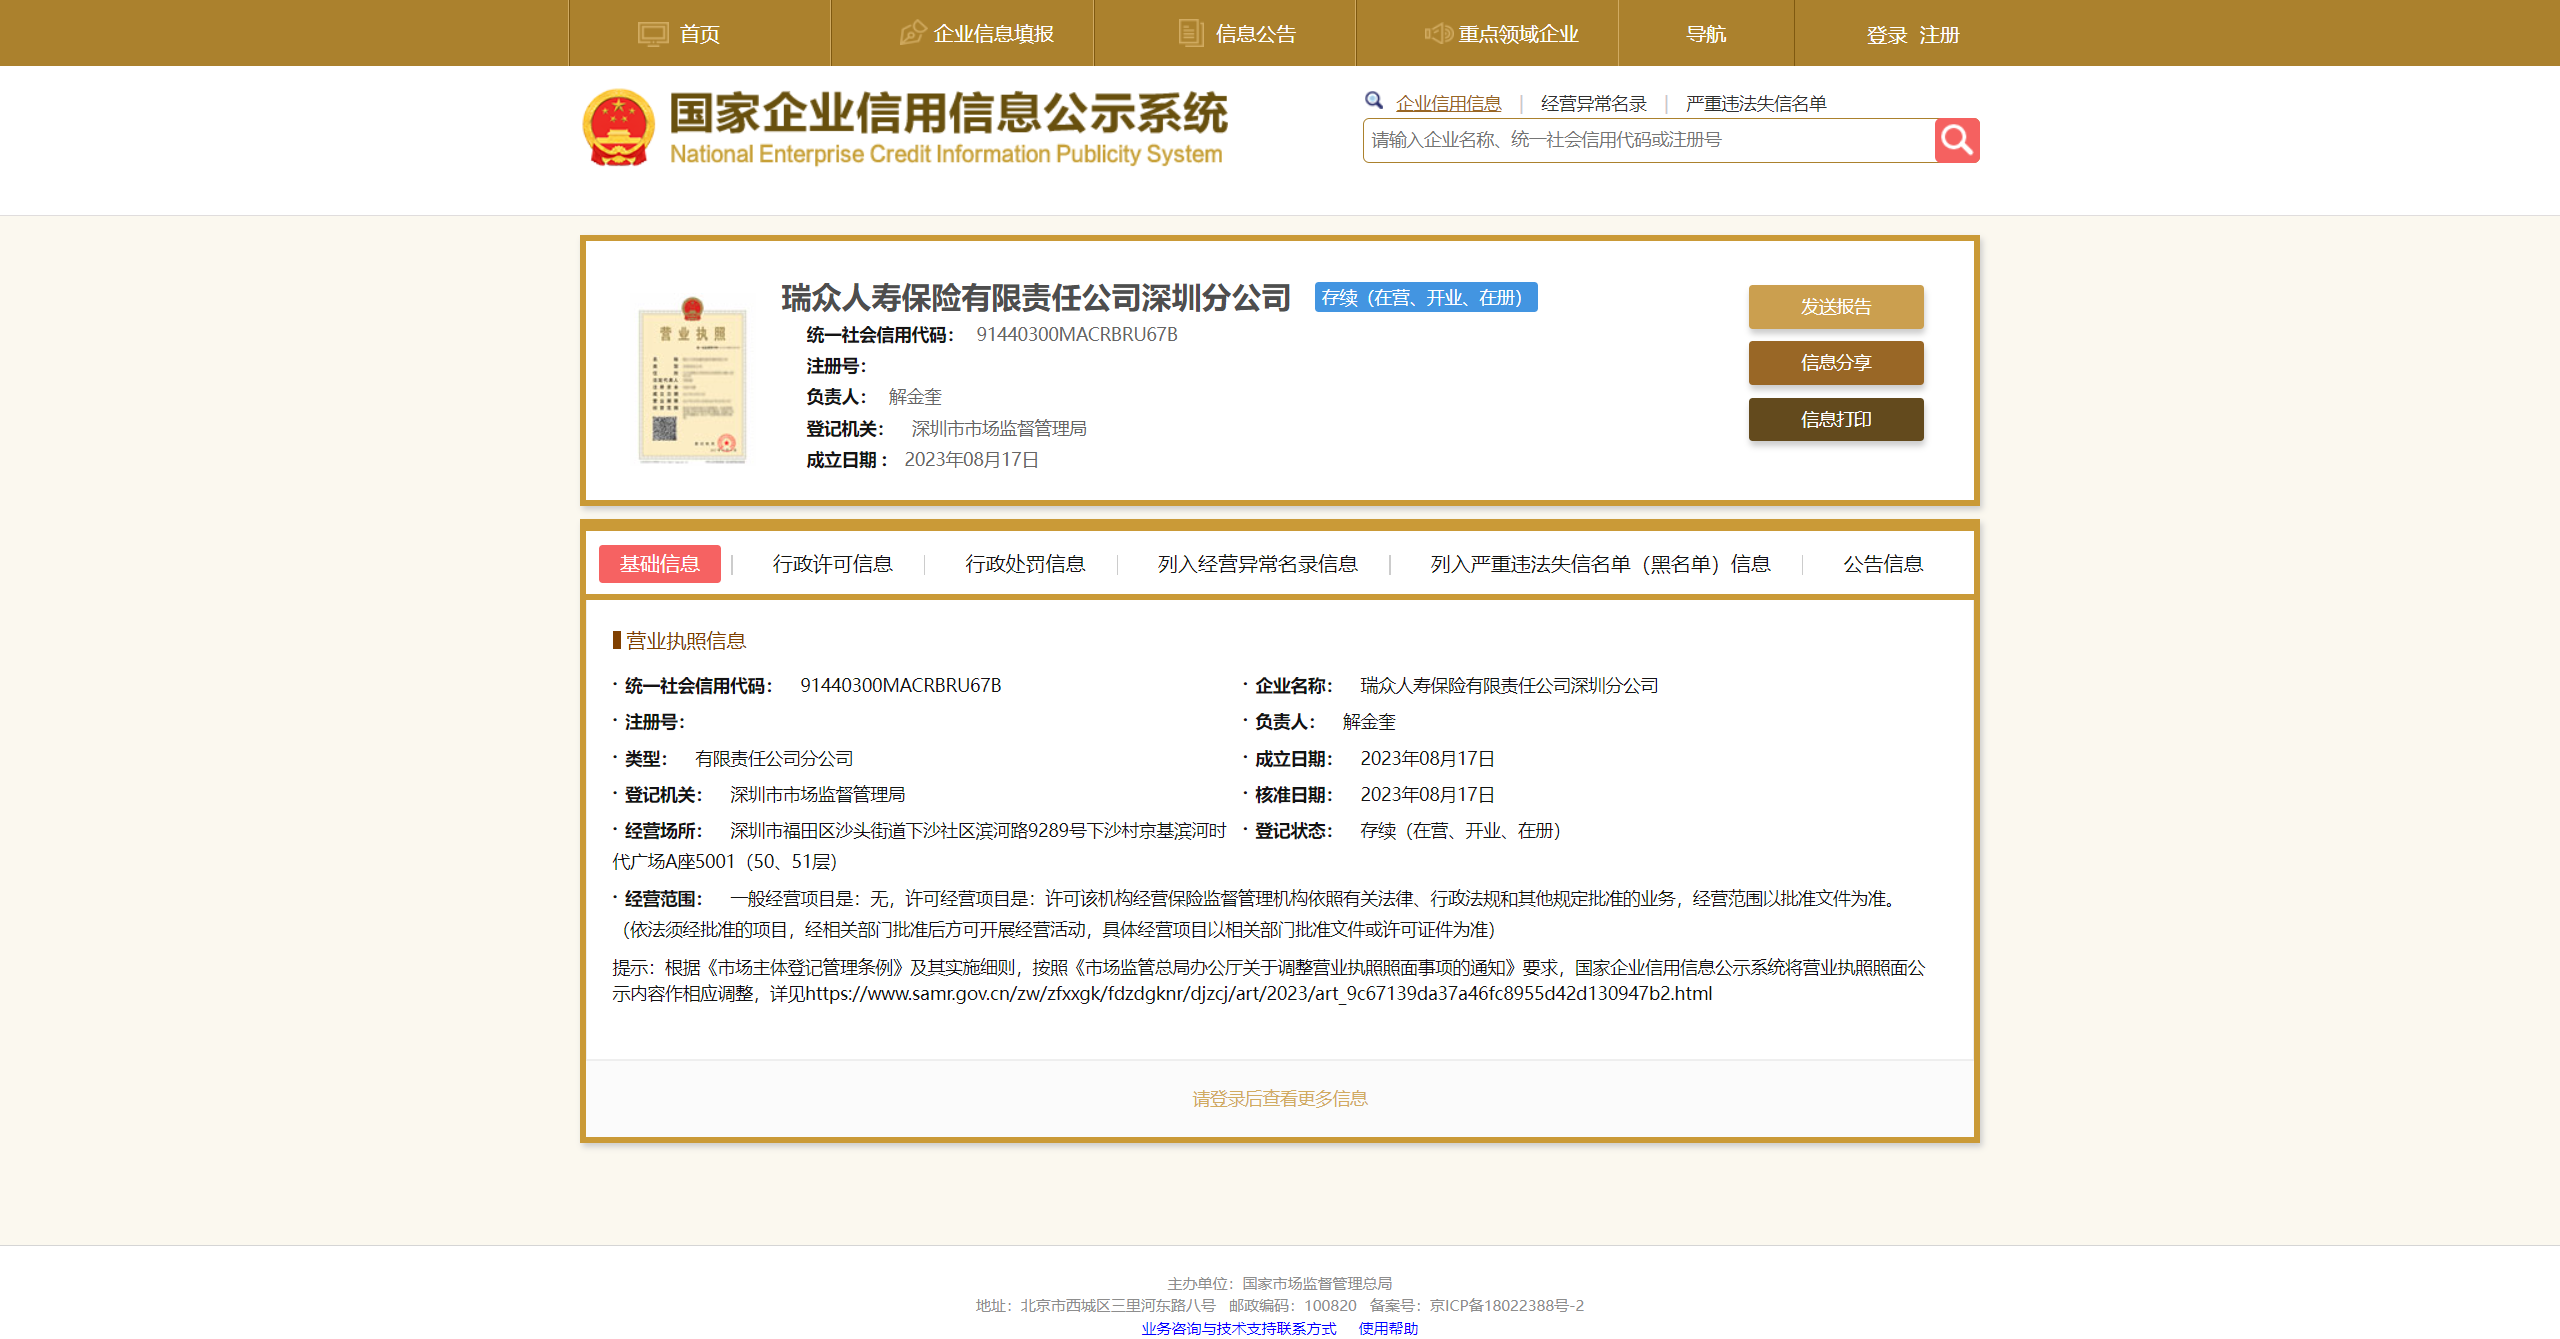 首页 企业信息填报 信息公告 重点领域企业 导航 登录 注册
国家企业信用信息公示系统
National Enterprise Credit Information Publicity System
企业信用信息 | 经营异常名录 | 严重违法失信名单
请输入企业名称、统一社会信用代码或注册号
营业执照
瑞众人寿保险有限责任公司深圳分公司 存续（在营、开业、在册）
统一社会信用代码： 91440300MACRBRU67B
注册号：
负责人： 解金奎
登记机关： 深圳市市场监督管理局
成立日期： 2023年08月17日
发送报告
信息分享
信息打印
基础信息 | 行政许可信息 | 行政处罚信息 | 列入经营异常名录信息 | 列入严重违法失信名单（黑名单）信息 | 公告信息
营业执照信息
· 统一社会信用代码： 91440300MACRBRU67B · 企业名称： 瑞众人寿保险有限责任公司深圳分公司
· 注册号： · 负责人： 解金奎
· 类型： 有限责任公司分公司 · 成立日期： 2023年08月17日
· 登记机关： 深圳市市场监督管理局 · 核准日期： 2023年08月17日
· 经营场所： 深圳市福田区沙头街道下沙社区滨河路9289号下沙村京基滨河时 · 登记状态： 存续（在营、开业、在册）
代广场A座5001（50、51层）
· 经营范围： 一般经营项目是：无，许可经营项目是：许可该机构经营保险监督管理机构依照有关法律、行政法规和其他规定批准的业务，经营范围以批准文件为准。
（依法须经批准的项目，经相关部门批准后方可开展经营活动，具体经营项目以相关部门批准文件或许可证件为准）
提示：根据《市场主体登记管理条例》及其实施细则，按照《市场监管总局办公厅关于调整营业执照照面事项的通知》要求，国家企业信用信息公示系统将营业执照照面公
示内容作相应调整，详见https://www.samr.gov.cn/zw/zfxxgk/fdzdgknr/djzcj/art/2023/art_9c67139da37a46fc8955d42d130947b2.html
请登录后查看更多信息
主办单位：国家市场监督管理总局
地址：北京市西城区三里河东路八号 邮政编码：100820 备案号：京ICP备18022388号-2
业务咨询与技术支持联系方式 使用帮助